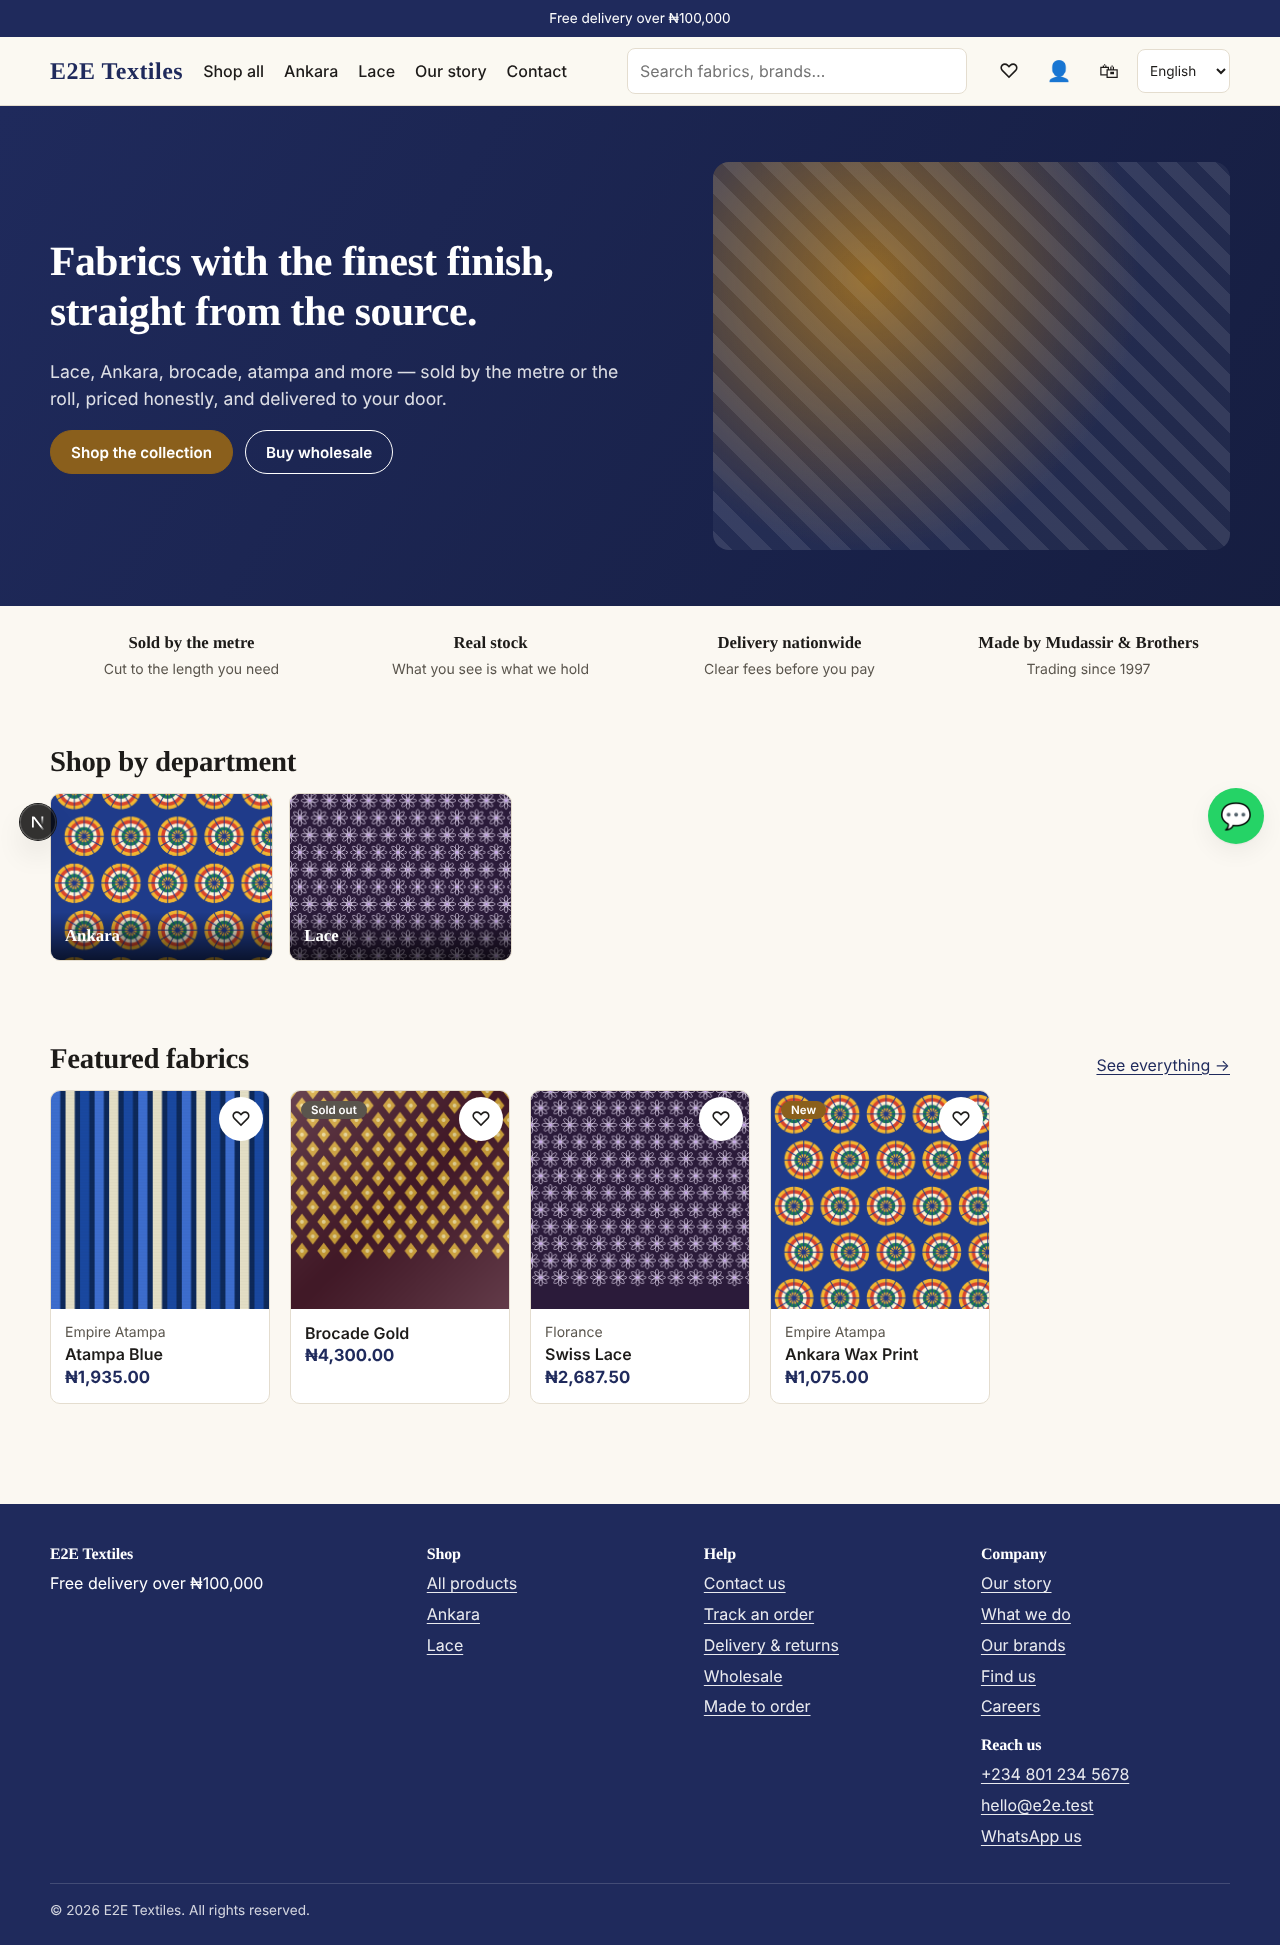 Free delivery over ₦100,000
E2E Textiles
Shop all
Ankara
Lace
Our story
Contact
Search fabrics, brands…
English
Fabrics with the finest finish,
straight from the source.
Lace, Ankara, brocade, atampa and more — sold by the metre or the
roll, priced honestly, and delivered to your door.
Shop the collection
Buy wholesale
Sold by the metre
Cut to the length you need
Real stock
What you see is what we hold
Delivery nationwide
Clear fees before you pay
Made by Mudassir & Brothers
Trading since 1997
Shop by department
N
Ankara
Lace
Featured fabrics
See everything →
Empire Atampa
Atampa Blue
₦1,935.00
Sold out
Brocade Gold
₦4,300.00
Florance
Swiss Lace
₦2,687.50
New
Empire Atampa
Ankara Wax Print
₦1,075.00
E2E Textiles
Free delivery over ₦100,000
Shop
All products
Ankara
Lace
Help
Contact us
Track an order
Delivery & returns
Wholesale
Made to order
Company
Our story
What we do
Our brands
Find us
Careers
Reach us
+234 801 234 5678
hello@e2e.test
WhatsApp us
© 2026 E2E Textiles. All rights reserved.